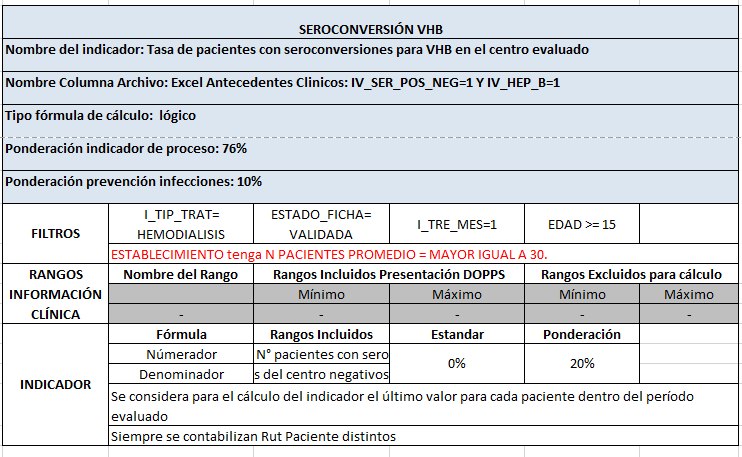 SEROCONVERSIÓN VHB
Nombre del indicador: Tasa de pacientes con seroconversiones para VHB en el centro evaluado
Nombre Columna Archivo: Excel Antecedentes Clinicos: IV_SER_POS_NEG=1 Y IV_HEP_B=1
Tipo fórmula de cálculo: lógico
Ponderación indicador de proceso: 76%
Ponderación prevención infecciones: 10%
FILTROS
I_TIP_TRAT=
HEMODIALISIS
ESTADO_FICHA=
VALIDADA
I_TRE_MES=1
EDAD >= 15
ESTABLECIMIENTO tenga N PACIENTES PROMEDIO = MAYOR IGUAL A 30.
RANGOS
INFORMACIÓN
CLÍNICA
Nombre del Rango
Rangos Incluidos Presentación DOPPS
Rangos Excluidos para cálculo
Mínimo
Máximo
Mínimo
Máximo
-
-
-
-
-
INDICADOR
Fórmula
Rangos Incluidos
Estandar
Ponderación
Númerador
N° pacientes con sero
0%
20%
Denominador
s del centro negativos
Se considera para el cálculo del indicador el último valor para cada paciente dentro del período
evaluado
Siempre se contabilizan Rut Paciente distintos